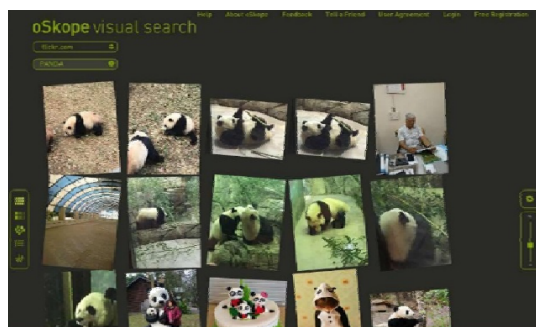 Help About oSkope Feedback Tell a Friend User Agreement Login Free Registration
oSkope visual search
flickr.com
PANDA